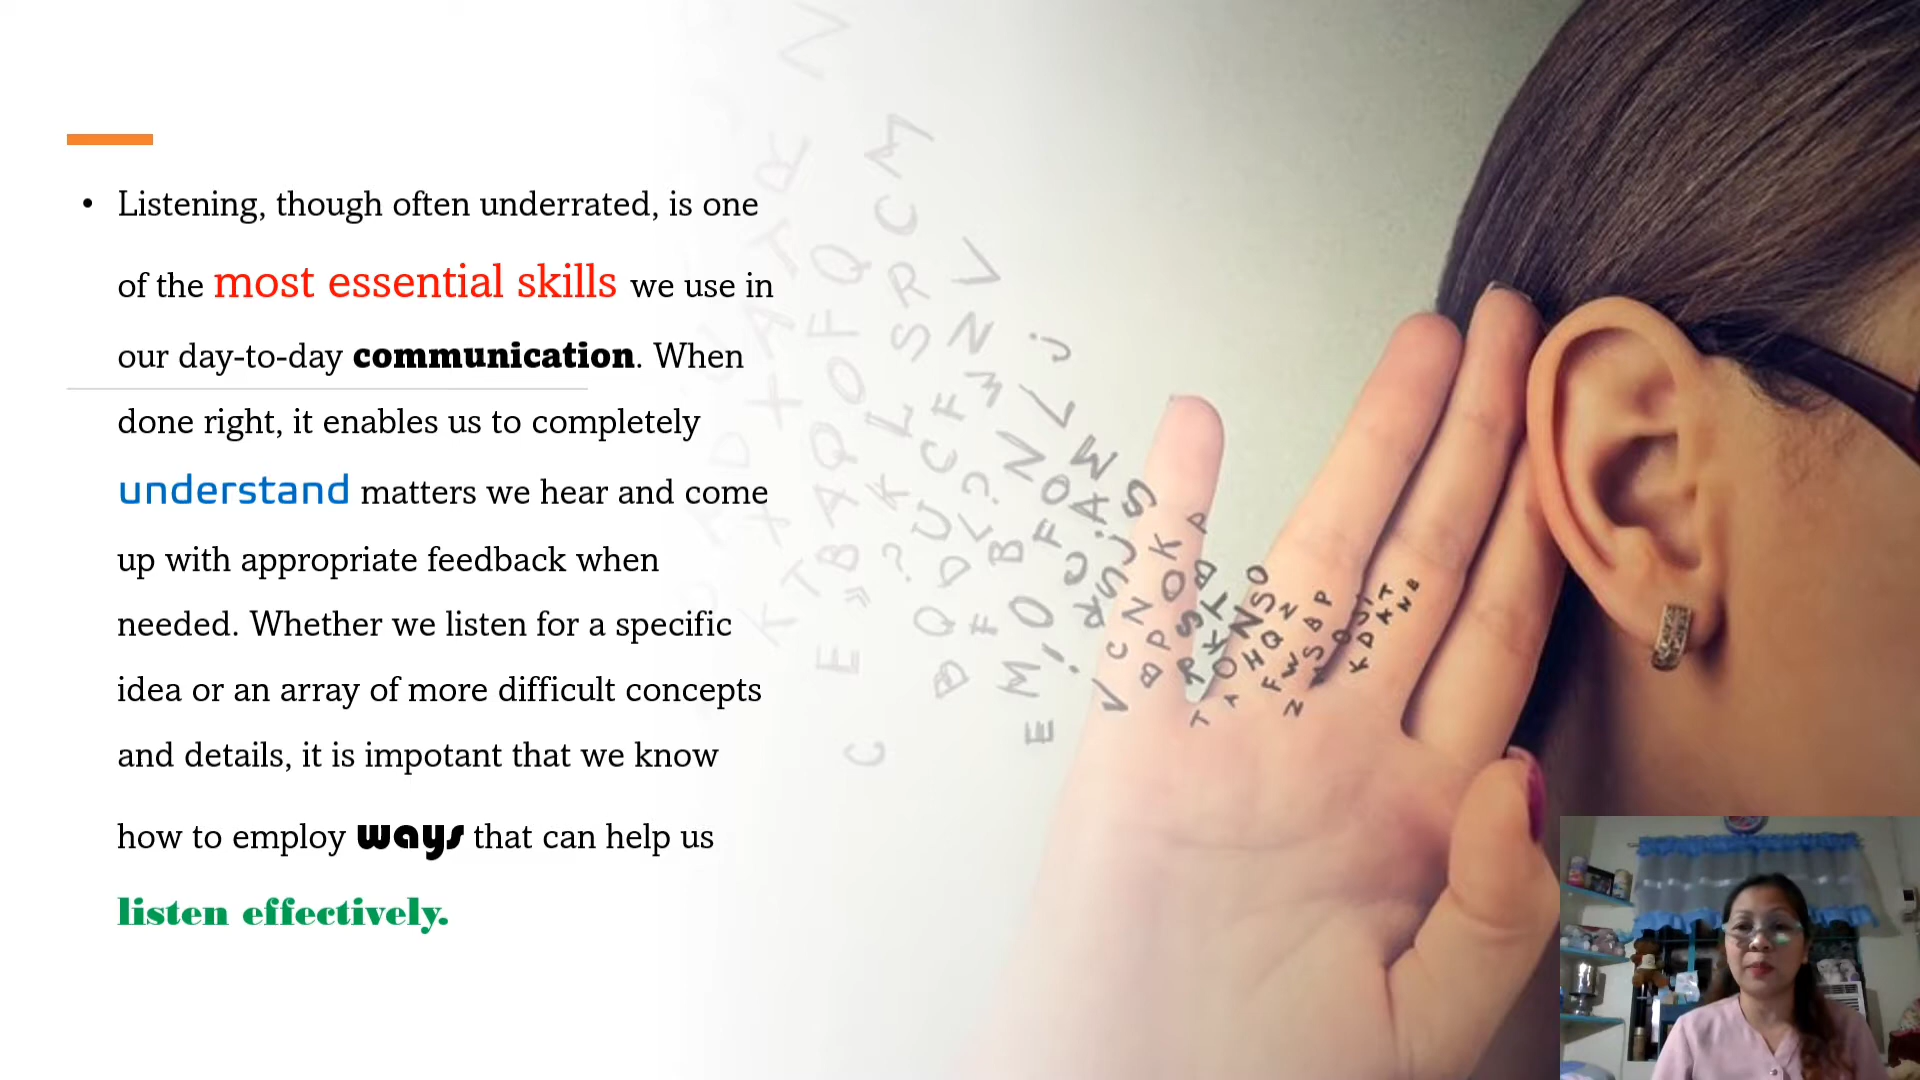 • Listening, though often underrated, is one
of the most essential skills we use in
our day-to-day communication. When
done right, it enables us to completely
understand matters we hear and come
up with appropriate feedback when
needed. Whether we listen for a specific
idea or an array of more difficult concepts
and details, it is impotant that we know
how to employ ways that can help us
listen effectively.